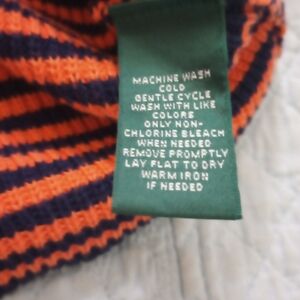 MACHINE WASH
COLD
GENTLE CYCLE
WASH WITH LIKE
COLORS
ONLY NON-
CHLORINE BLEACH
WHEN NEEDED
REMOVE PROMPTLY
LAY FLAT TO DRY
WARM IRON
IF NEEDED